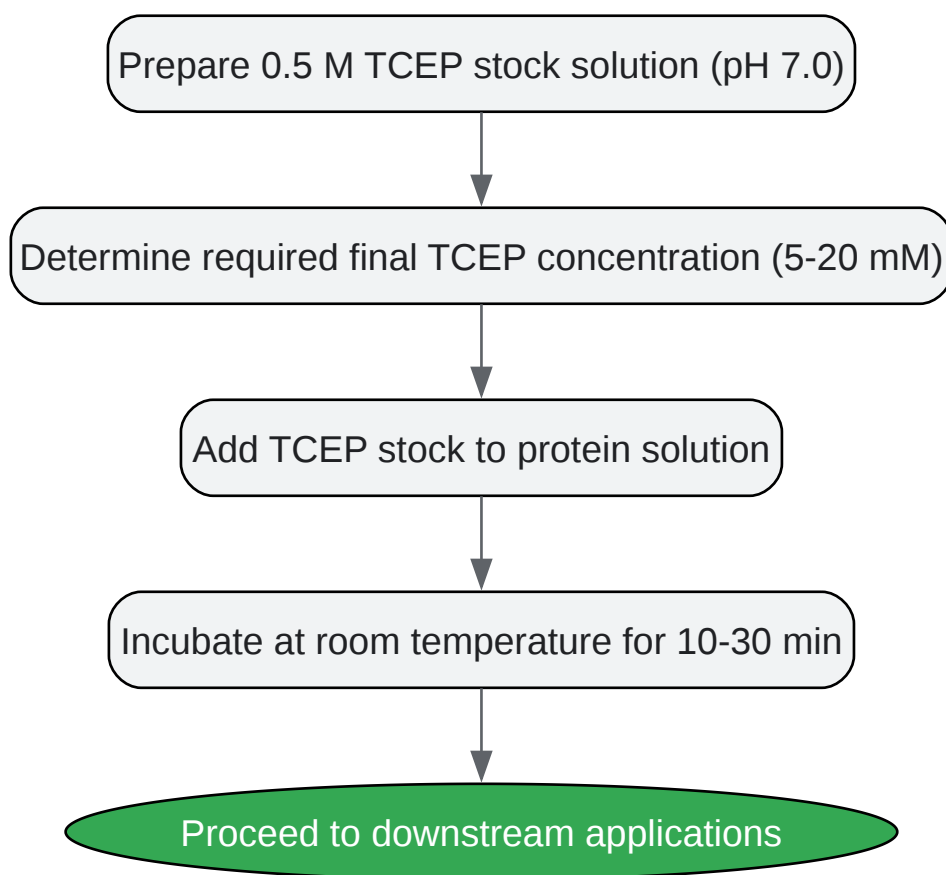 Prepare 0.5 M TCEP stock solution (pH 7.0)
Determine required final TCEP concentration (5-20 mM)
Add TCEP stock to protein solution
Incubate at room temperature for 10-30 min
Proceed to downstream applications